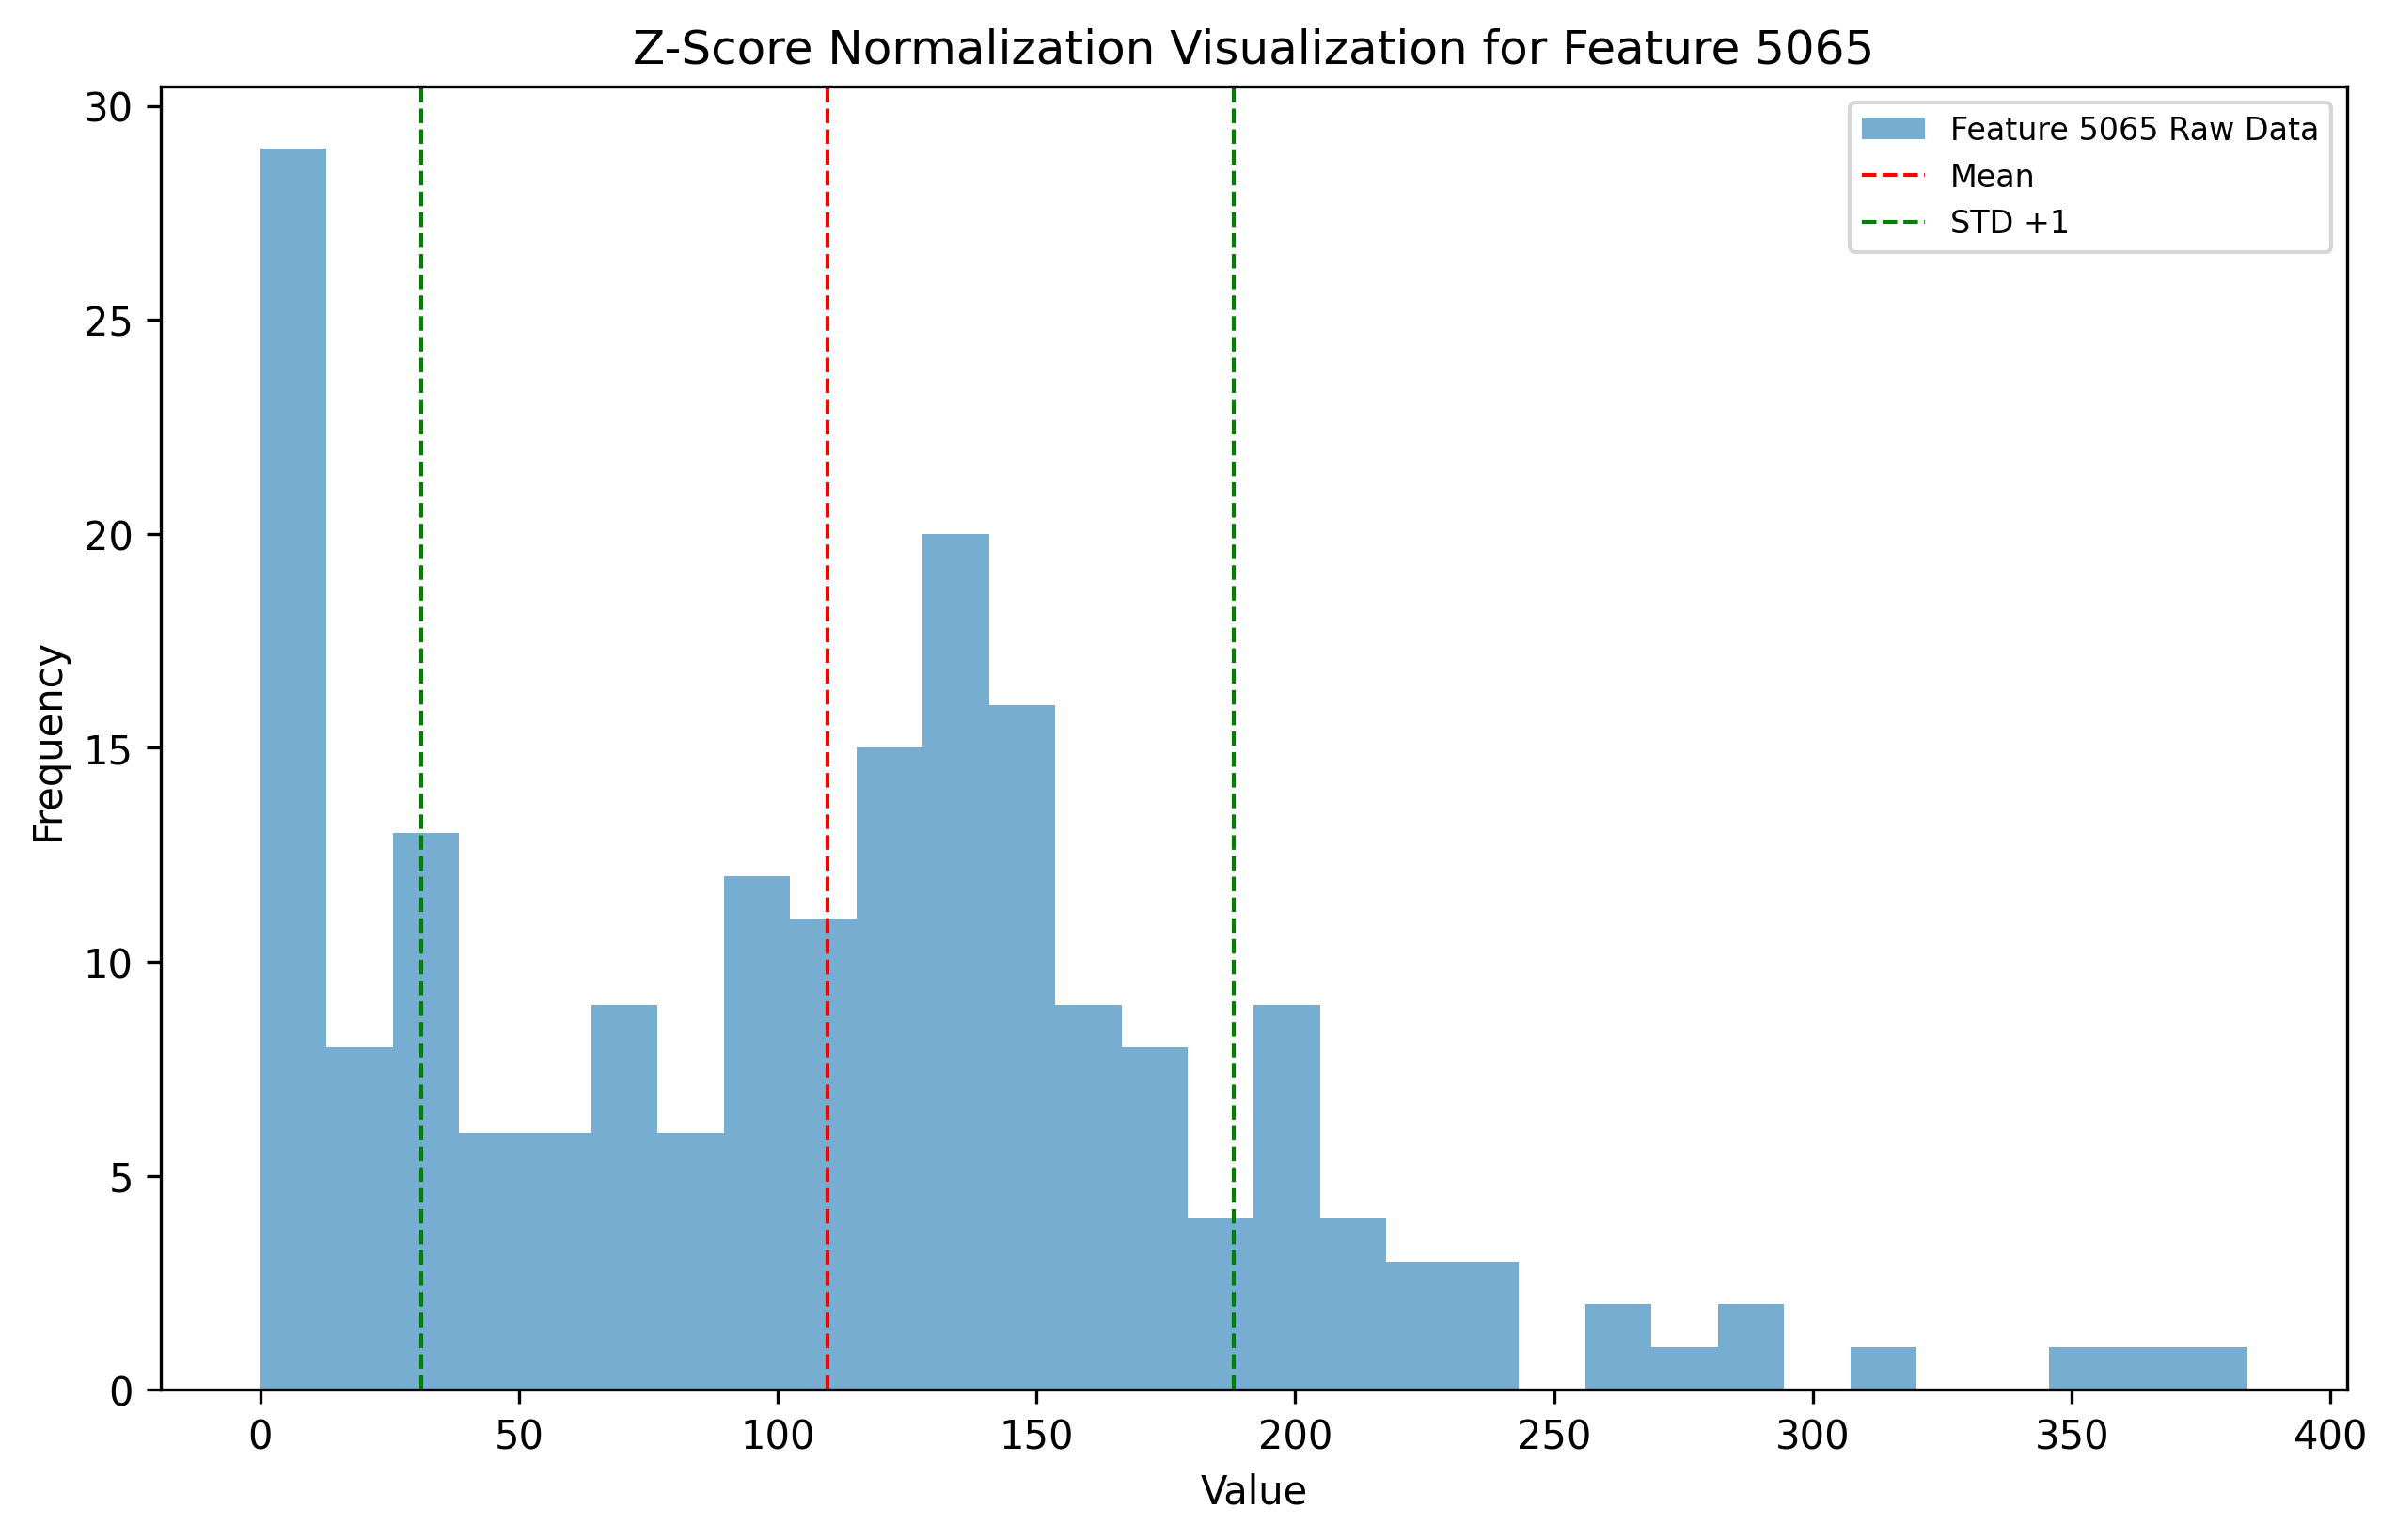 Z-Score Normalization Visualization for Feature 5065
Feature 5065 Raw Data
Mean
STD +1
30
25
20
15
10
5
0
Frequency
0 50 100 150 200 250 300 350 400
Value